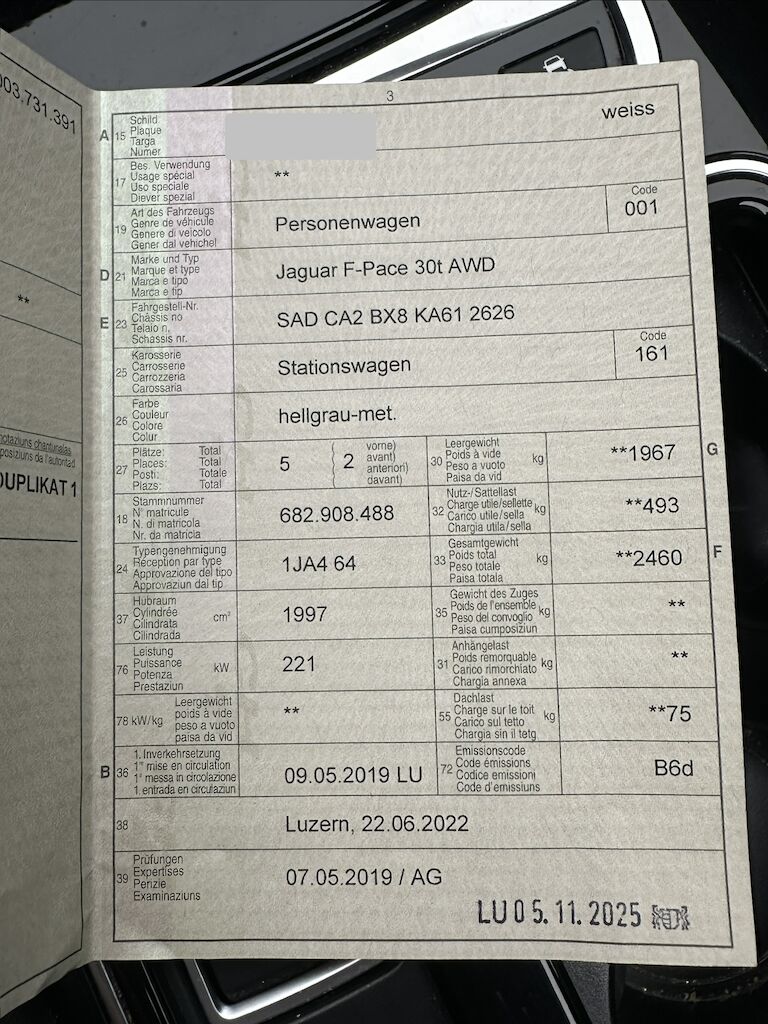 003.731.391
**
notaziuns chantunalas
posiziuns da l'autoritad
DUPLIKAT 1
3
A 15 Schild
Plaque
Targa
Numer
weiss
17 Bes. Verwendung
Usage spécial
Uso speciale
Diever spezial
**
19 Art des Fahrzeugs
Genre de véhicule
Genere di veicolo
Gener dal vehichel
Personenwagen
Code
001
D 21 Marke und Typ
Marque et type
Marca e tipo
Marca e tip
Jaguar F-Pace 30t AWD
E 23 Fahrgestell-Nr.
Châssis no
Telaio n.
Schassis nr.
SAD CA2 BX8 KA61 2626
25 Karosserie
Carrosserie
Carrozzeria
Carossaria
Stationswagen
Code
161
26 Farbe
Couleur
Colore
Colur
hellgrau-met.
27 Plätze: Total
Places: Total
Posti: Totale
Plazs: Total
5 ( 2 vorne)
avant)
anteriori)
davant)
30 Leergewicht
Poids à vide
Peso a vuoto
Paisa da vid
kg
**1967
G
18 Stammnummer
N° matricule
N. di matricola
Nr. da matricla
682.908.488
32 Nutz-/Sattellast
Charge utile/sellette
Carico utile/sella
Chargia utila/sella
kg
**493
24 Typengenehmigung
Réception par type
Approvazione del tipo
Approvaziun dal tip
1JA4 64
33 Gesamtgewicht
Poids total
Peso totale
Paisa totala
kg
**2460
F
37 Hubraum
Cylindrée
Cilindrata
Cilindrada
cm³
1997
35 Gewicht des Zuges
Poids de l'ensemble
Peso del convoglio
Paisa cumposiziun
kg
**
76 Leistung
Puissance
Potenza
Prestaziun
kW
221
31 Anhängelast
Poids remorquable
Carico rimorchiato
Chargia annexa
kg
**
78 kW/kg Leergewicht
poids à vide
peso a vuoto
paisa da vid
**
55 Dachlast
Charge sur le toit
Carico sul tetto
Chargia sin il tetg
kg
**75
B 36 1. Inverkehrsetzung
1re mise en circulation
1a messa in circolazione
1. entrada en circulaziun
09.05.2019 LU
72 Emissionscode
Code émissions
Codice emissioni
Code d'emissiuns
B6d
38
Luzern, 22.06.2022
39 Prüfungen
Expertises
Perizie
Examinaziuns
07.05.2019 / AG
LU 05.11.2025